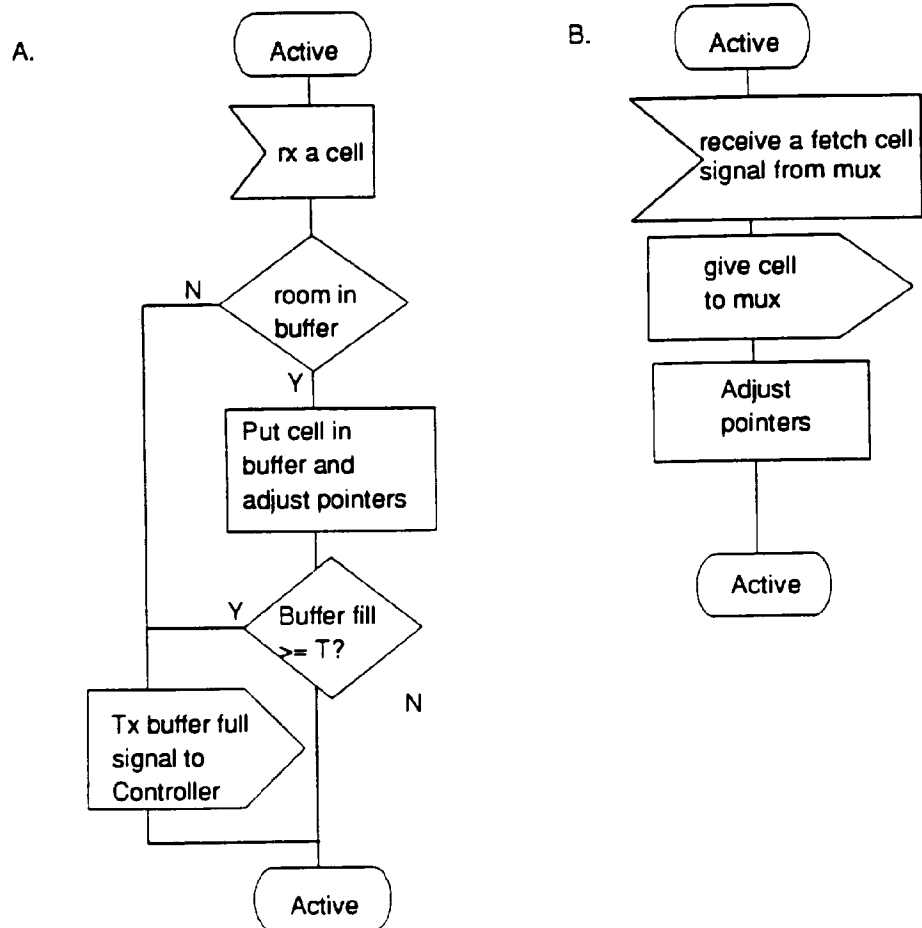 A.
Active
rx a cell
N
room in
buffer
Y
Put cell in
buffer and
adjust pointers
Y
Buffer fill
>= T?
N
Tx buffer full
signal to
Controller
Active
B.
Active
receive a fetch cell
signal from mux
give cell
to mux
Adjust
pointers
Active